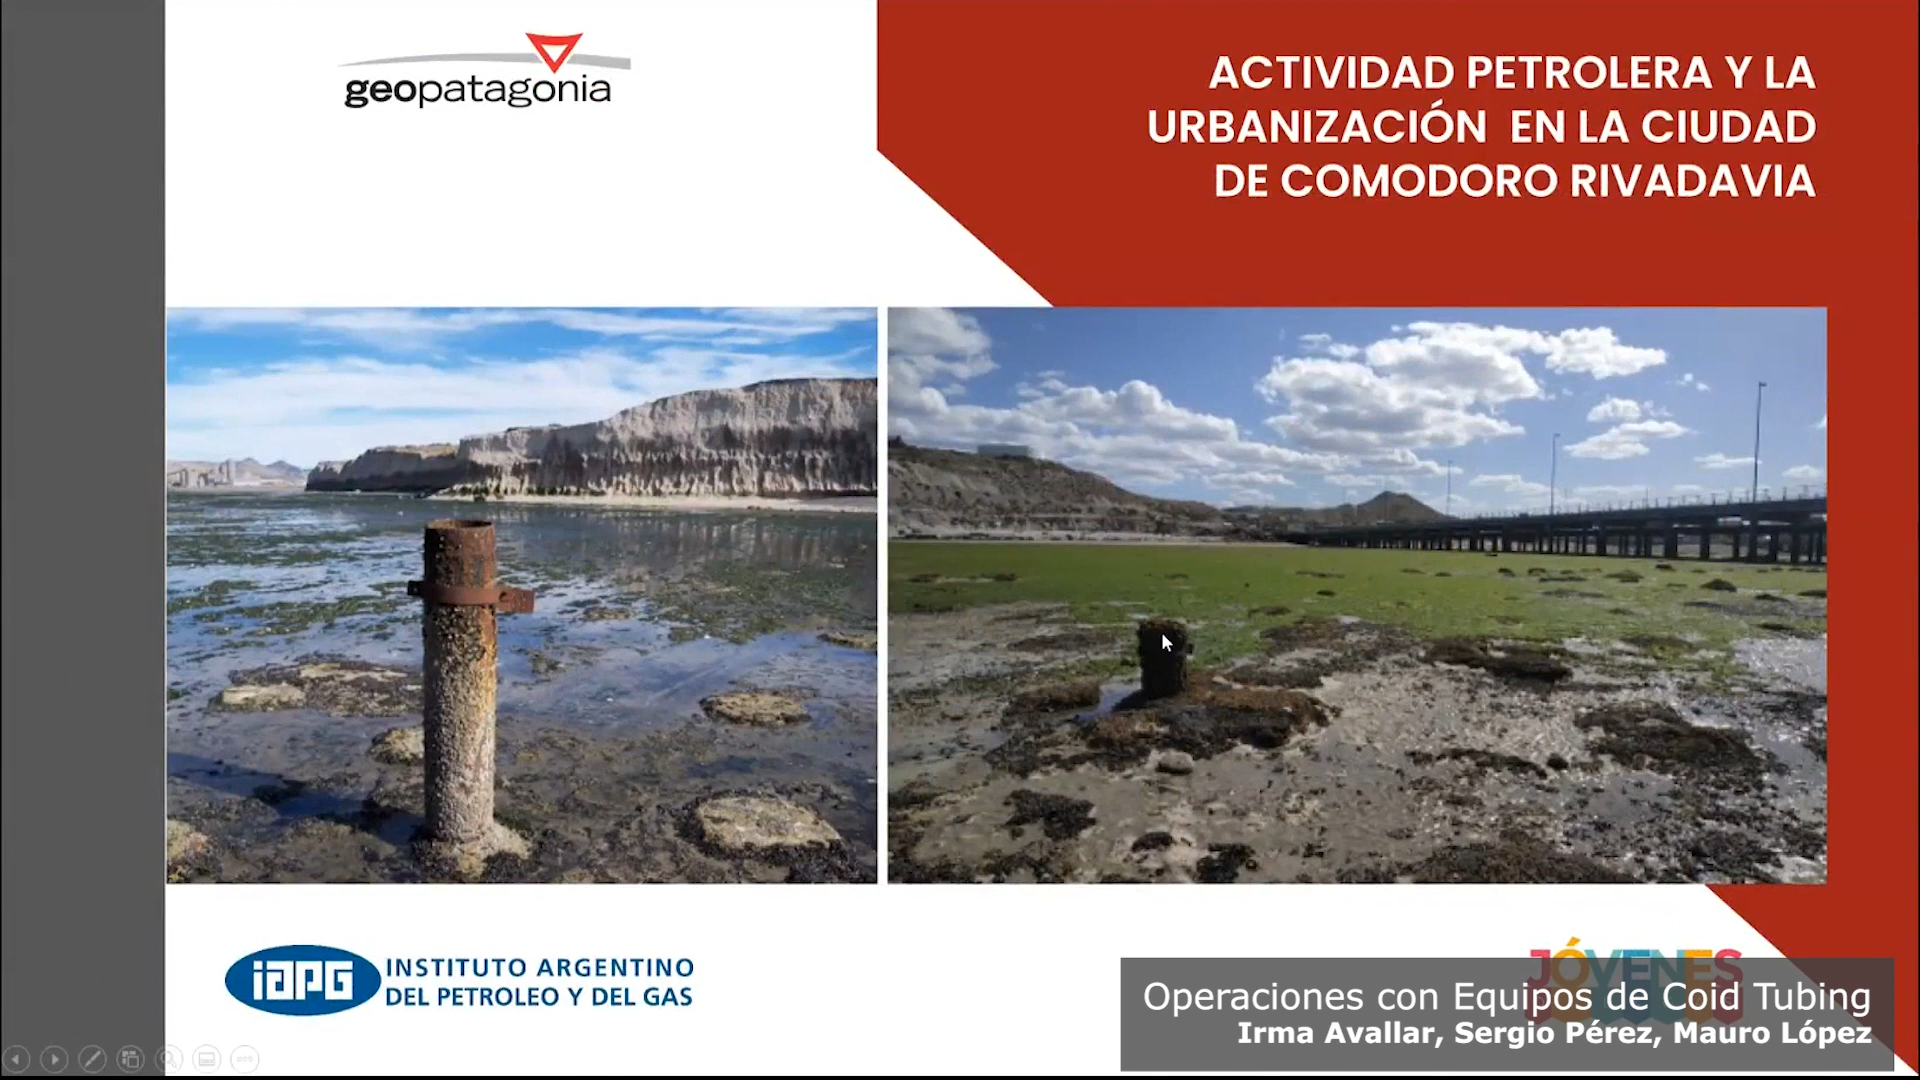 geopatagonia
ACTIVIDAD PETROLERA Y LA
URBANIZACIÓN EN LA CIUDAD
DE COMODORO RIVADAVIA
iAPG
INSTITUTO ARGENTINO
DEL PETROLEO Y DEL GAS
JÓVENES
Operaciones con Equipos de Coid Tubing
Irma Avallar, Sergio Pérez, Mauro López